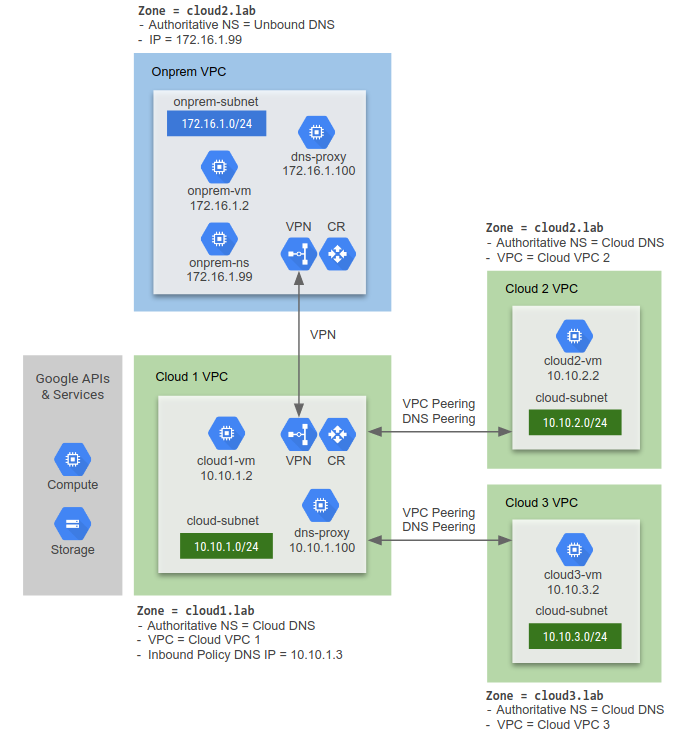 Zone = cloud2.lab
- Authoritative NS = Unbound DNS
- IP = 172.16.1.99
Onprem VPC
onprem-subnet
172.16.1.0/24
dns-proxy
172.16.1.100
onprem-vm
172.16.1.2
onprem-ns
172.16.1.99
VPN
CR
VPN
Zone = cloud2.lab
- Authoritative NS = Cloud DNS
- VPC = Cloud VPC 2
Cloud 2 VPC
cloud2-vm
10.10.2.2
cloud-subnet
10.10.2.0/24
Google APIs
& Services
Compute
Storage
Cloud 1 VPC
cloud1-vm
10.10.1.2
VPN
CR
cloud-subnet
10.10.1.0/24
dns-proxy
10.10.1.100
VPC Peering
DNS Peering
VPC Peering
DNS Peering
Cloud 3 VPC
cloud3-vm
10.10.3.2
cloud-subnet
10.10.3.0/24
Zone = cloud1.lab
- Authoritative NS = Cloud DNS
- VPC = Cloud VPC 1
- Inbound Policy DNS IP = 10.10.1.3
Zone = cloud3.lab
- Authoritative NS = Cloud DNS
- VPC = Cloud VPC 3